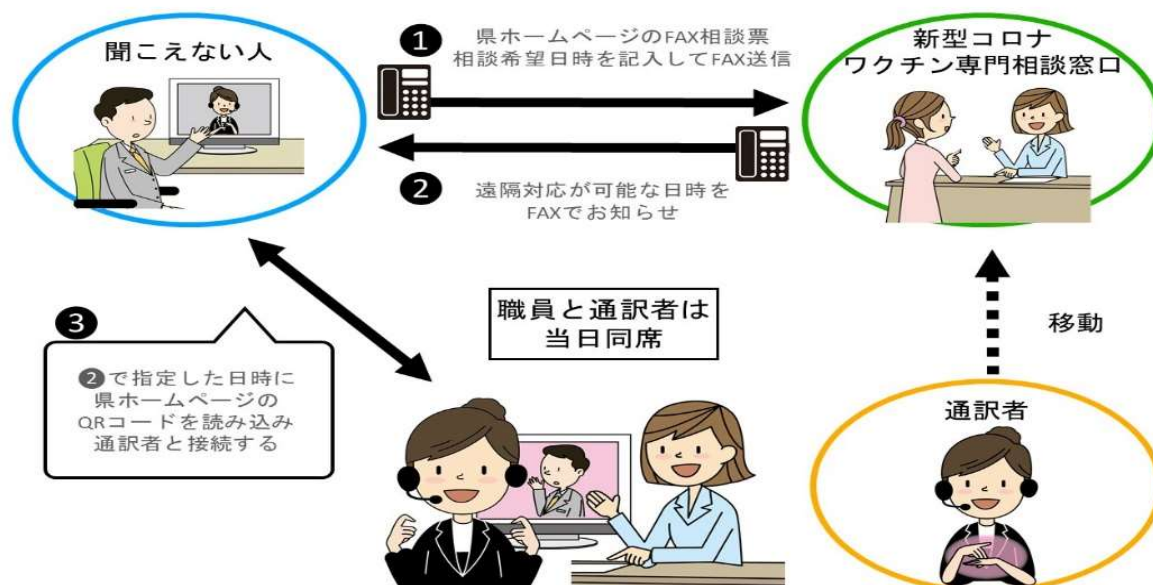 聞こえない人
❶
県ホームページのFAX相談票
相談希望日時を記入してFAX送信
新型コロナ
ワクチン専門相談窓口
❷
遠隔対応が可能な日時を
FAXでお知らせ
❸
❷で指定した日時に
県ホームページの
QRコードを読み込み
通訳者と接続する
職員と通訳者は
当日同席
移動
通訳者